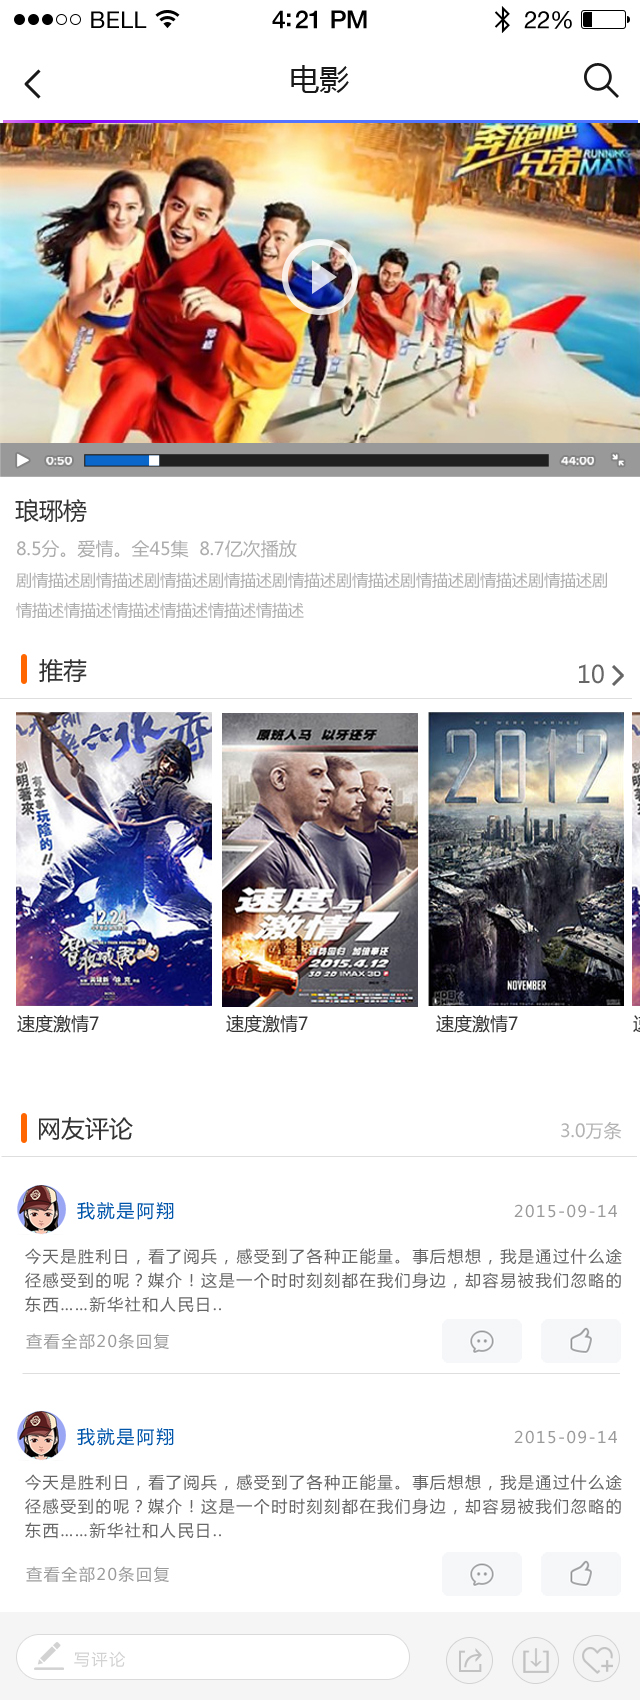 BELL 4:21 PM 22%
电影
奔跑吧
兄弟 RUNNING MAN
邓超
0:50 44:00
琅琊榜
8.5分。爱情。全45集 8.7亿次播放
剧情描述剧情描述剧情描述剧情描述剧情描述剧情描述剧情描述剧情描述剧情描述剧
情描述情描述情描述情描述情描述情描述
推荐 10
别明著來,
有本事玩陰的!!
12.24
智取威虎山
3D
原班人马 以牙还牙
速度与
激情7
2015.4.12
3D 2D IMAX 3D
WE WERE WARNED
2012
NOVEMBER
速度激情7 速度激情7 速度激情7
网友评论 3.0万条
我就是阿翔 2015-09-14
今天是胜利日，看了阅兵，感受到了各种正能量。事后想想，我是通过什么途
径感受到的呢？媒介！这是一个时时刻刻都在我们身边，却容易被我们忽略的
东西……新华社和人民日..
查看全部20条回复
我就是阿翔 2015-09-14
今天是胜利日，看了阅兵，感受到了各种正能量。事后想想，我是通过什么途
径感受到的呢？媒介！这是一个时时刻刻都在我们身边，却容易被我们忽略的
东西……新华社和人民日..
查看全部20条回复
写评论